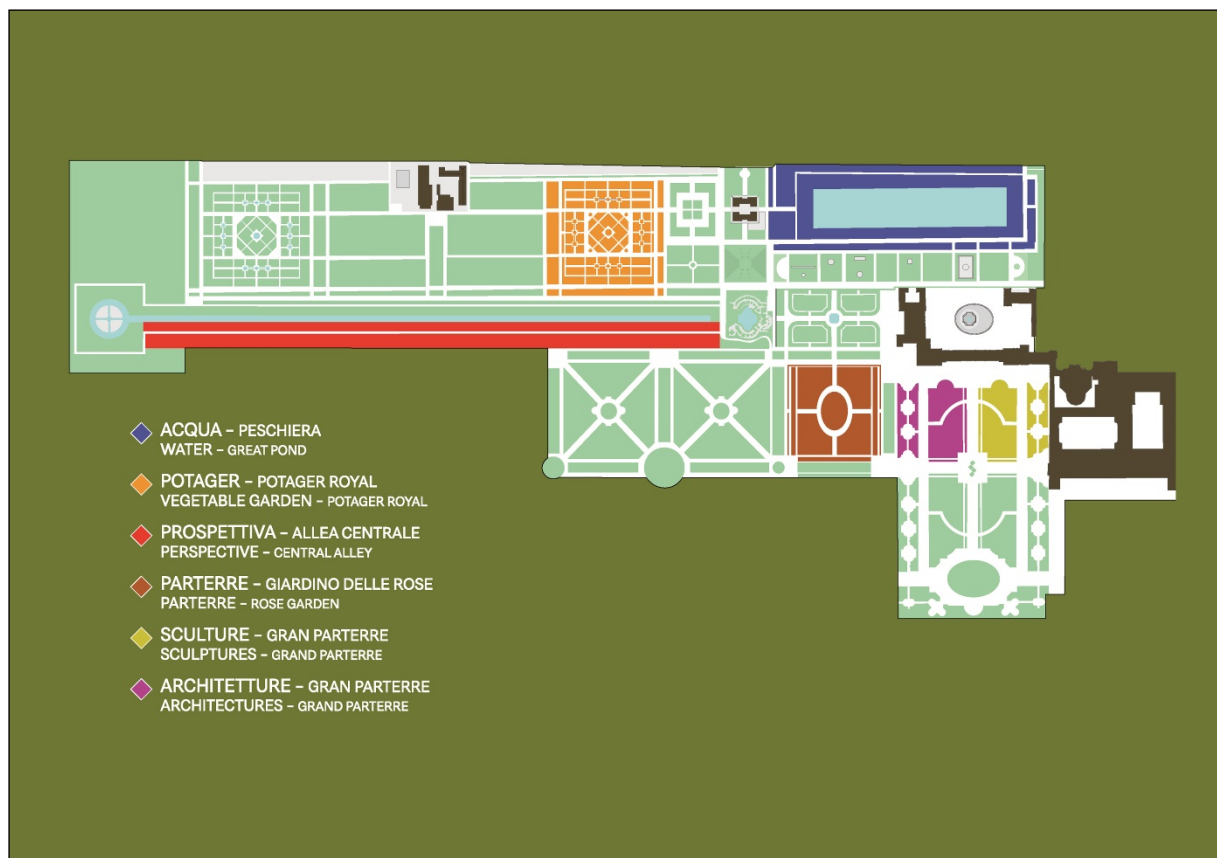 ACQUA – PESCHIERA
WATER – GREAT POND
POTAGER – POTAGER ROYAL
VEGETABLE GARDEN – POTAGER ROYAL
PROSPETTIVA – ALLEA CENTRALE
PERSPECTIVE – CENTRAL ALLEY
PARTERRE – GIARDINO DELLE ROSE
PARTERRE – ROSE GARDEN
SCULTURE – GRAN PARTERRE
SCULPTURES – GRAND PARTERRE
ARCHITETTURE – GRAN PARTERRE
ARCHITECTURES – GRAND PARTERRE